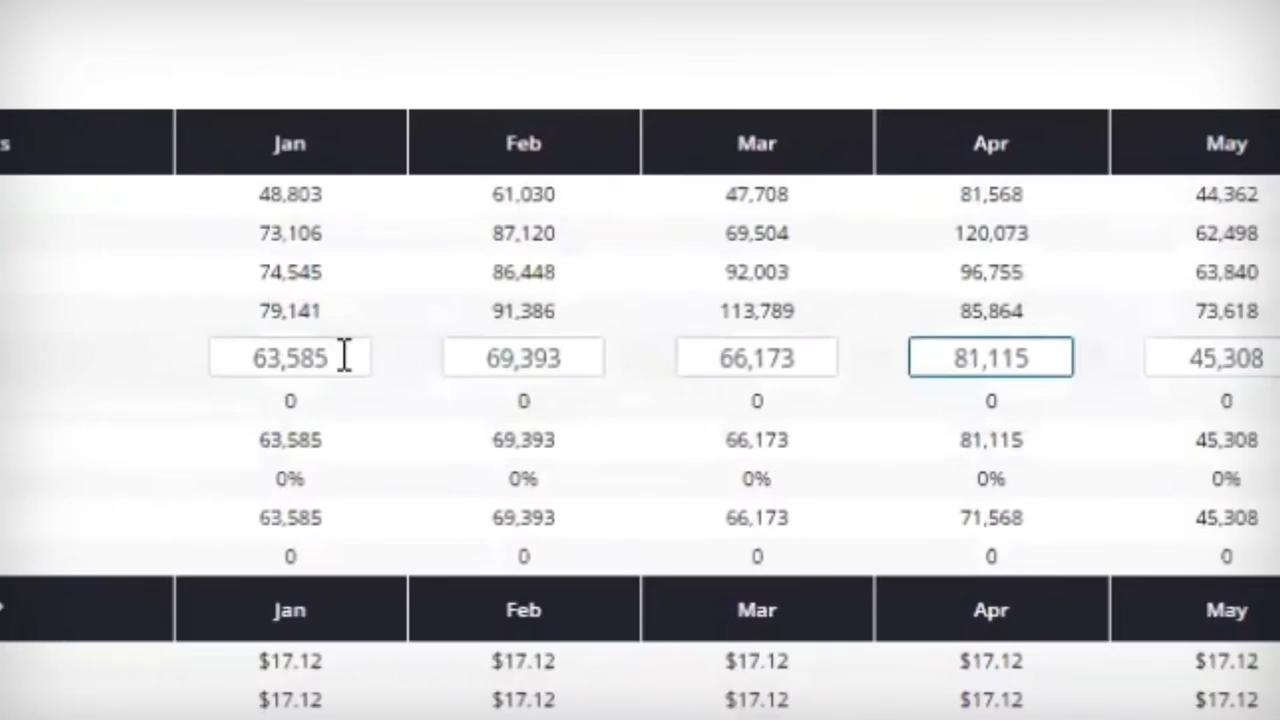 s Jan Feb Mar Apr May
48,803 61,030 47,708 81,568 44,362
73,106 87,120 69,504 120,073 62,498
74,545 86,448 92,003 96,755 63,840
79,141 91,386 113,789 85,864 73,618
63,585 69,393 66,173 81,115 45,308
0 0 0 0 0
63,585 69,393 66,173 81,115 45,308
0% 0% 0% 0% 0%
63,585 69,393 66,173 71,568 45,308
0 0 0 0 0
Jan Feb Mar Apr May
$17.12 $17.12 $17.12 $17.12 $17.12
$17.12 $17.12 $17.12 $17.12 $17.12